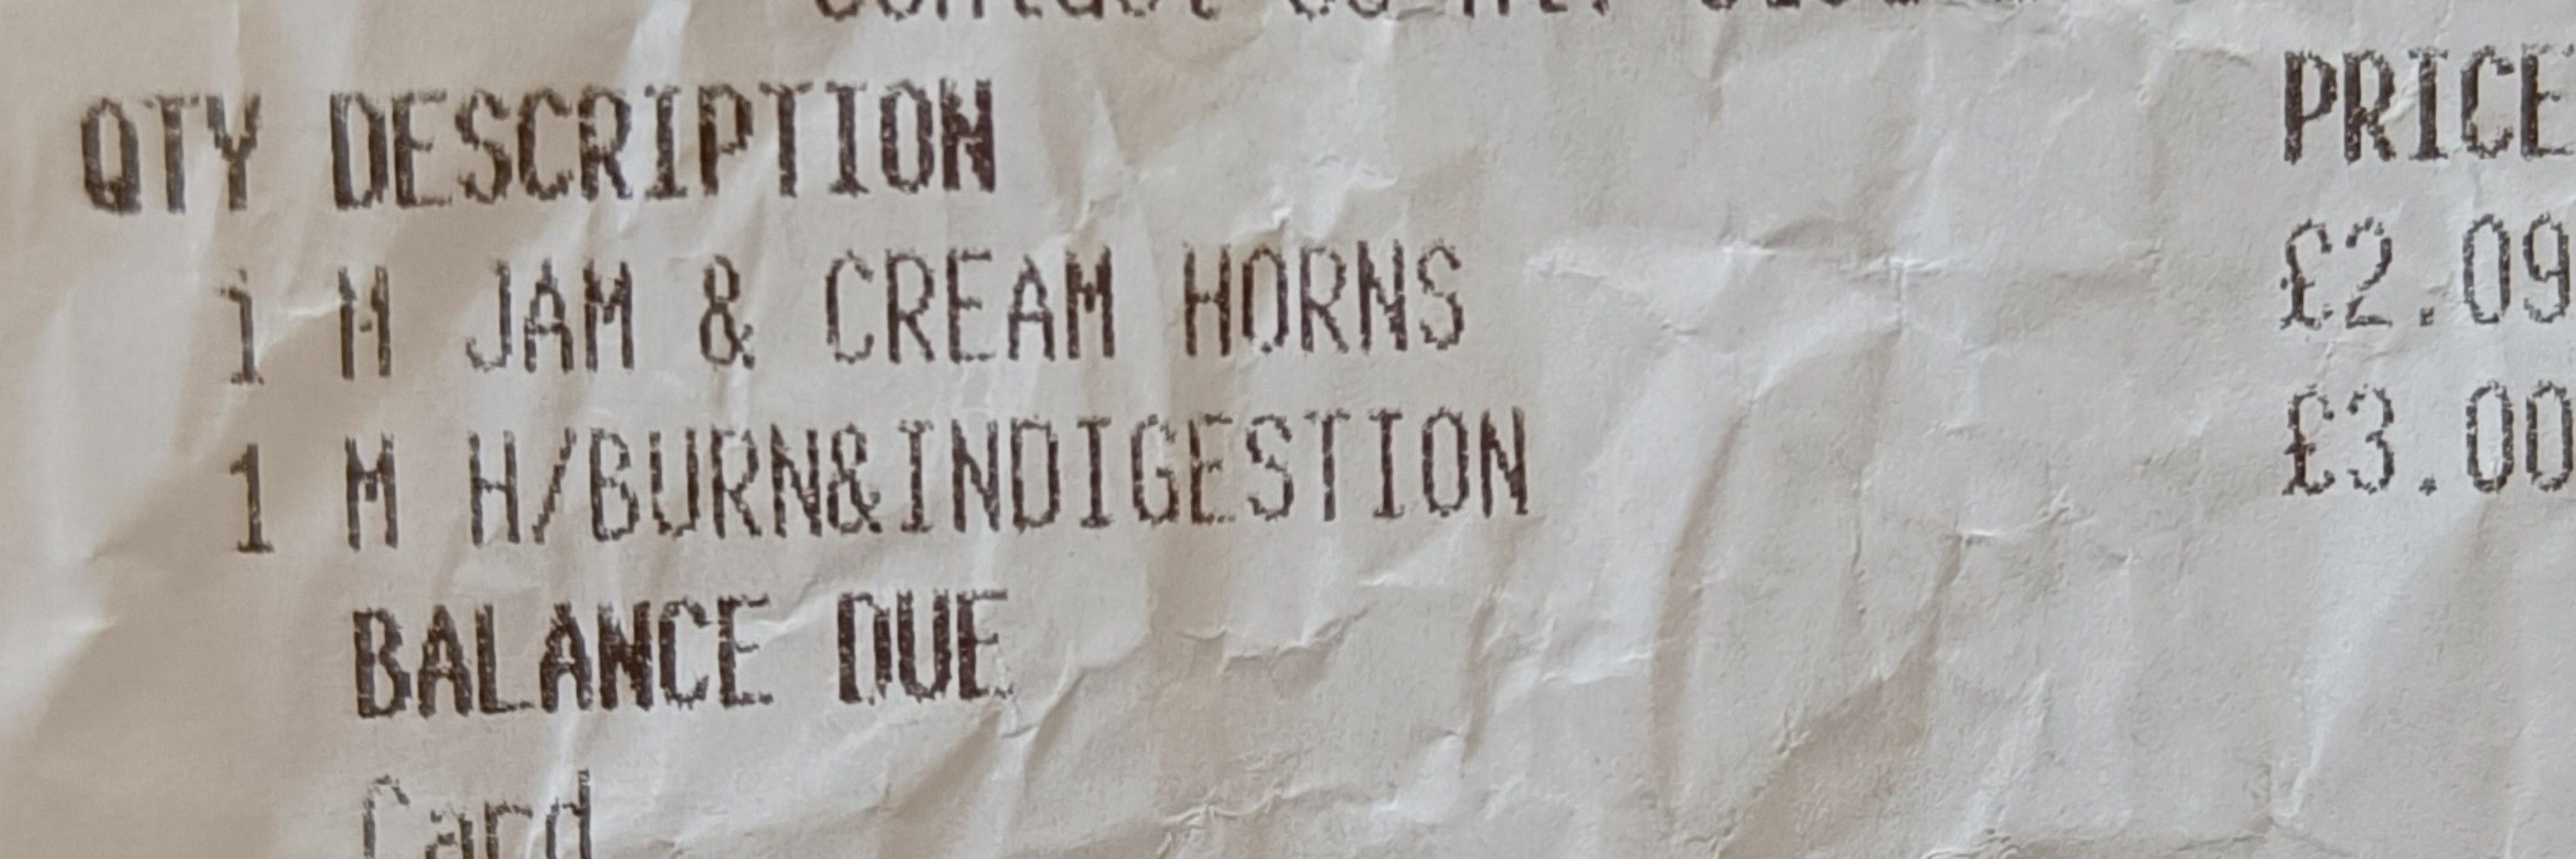 QTY DESCRIPTION PRICE
1 M JAM & CREAM HORNS £2.09
1 M H/BURN&INDIGESTION £3.00
BALANCE DUE
Card